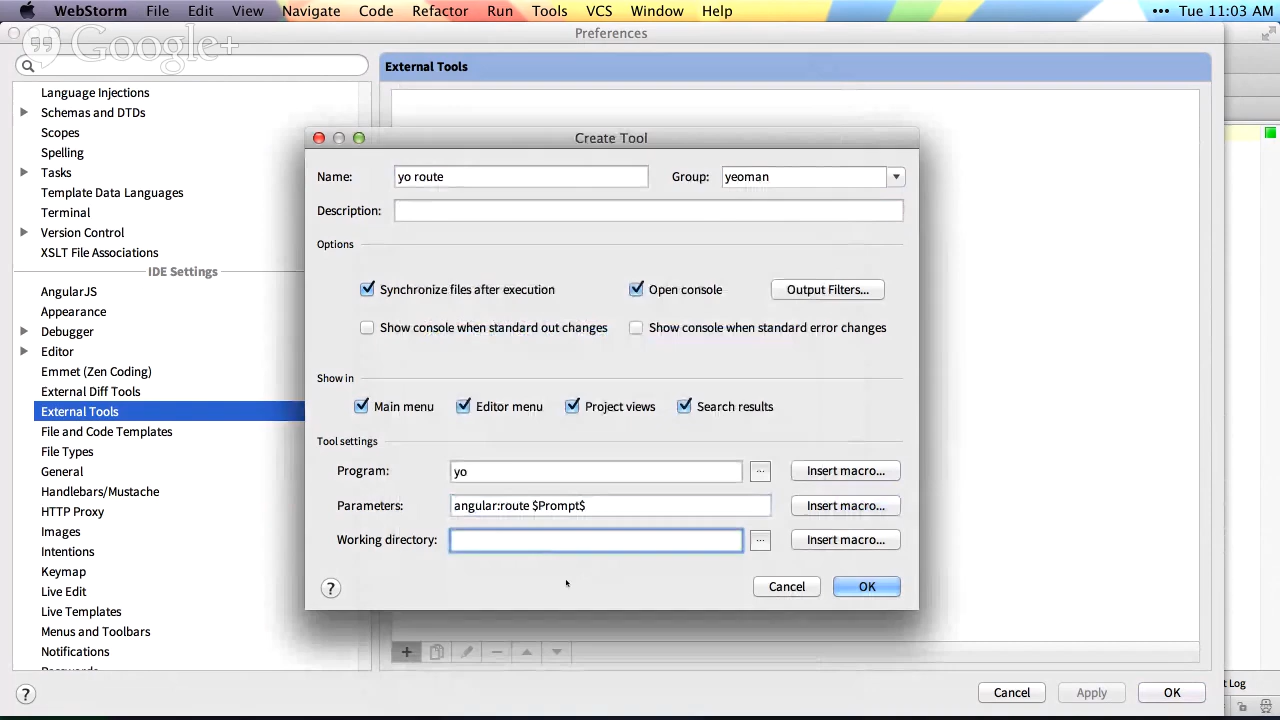 WebStorm File Edit View Navigate Code Refactor Run Tools VCS Window Help ••• Tue 11:03 AM
Google+
Preferences
External Tools
Language Injections
Schemas and DTDs
Scopes
Spelling
Tasks
Template Data Languages
Terminal
Version Control
XSLT File Associations
IDE Settings
AngularJS
Appearance
Debugger
Editor
Emmet (Zen Coding)
External Diff Tools
External Tools
File and Code Templates
File Types
General
Handlebars/Mustache
HTTP Proxy
Images
Intentions
Keymap
Live Edit
Live Templates
Menus and Toolbars
Notifications
Create Tool
Name: yo route Group: yeoman
Description:
Options
Synchronize files after execution Open console Output Filters...
Show console when standard out changes Show console when standard error changes
Show in
Main menu Editor menu Project views Search results
Tool settings
Program: yo ... Insert macro...
Parameters: angular:route $Prompt$ Insert macro...
Working directory: ... Insert macro...
? Cancel OK
? Cancel Apply OK
t Log